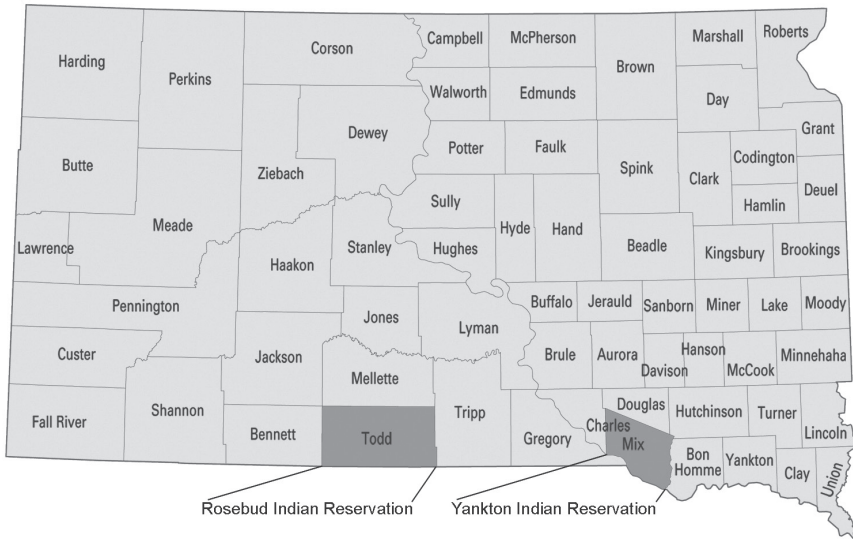 Harding
Perkins
Corson
Campbell
McPherson
Brown
Marshall
Roberts
Walworth
Edmunds
Day
Dewey
Grant
Butte
Ziebach
Potter
Faulk
Spink
Clark
Codington
Deuel
Hamlin
Sully
Meade
Lawrence
Stanley
Hughes
Hyde
Hand
Beadle
Kingsbury
Brookings
Haakon
Pennington
Jones
Lyman
Buffalo
Jerauld
Sanborn
Miner
Lake
Moody
Custer
Jackson
Brule
Aurora
Davison
Hanson
McCook
Minnehaha
Mellette
Fall River
Shannon
Bennett
Todd
Tripp
Gregory
Douglas
Charles
Mix
Hutchinson
Turner
Lincoln
Bon
Homme
Yankton
Clay
Union
Rosebud Indian Reservation
Yankton Indian Reservation